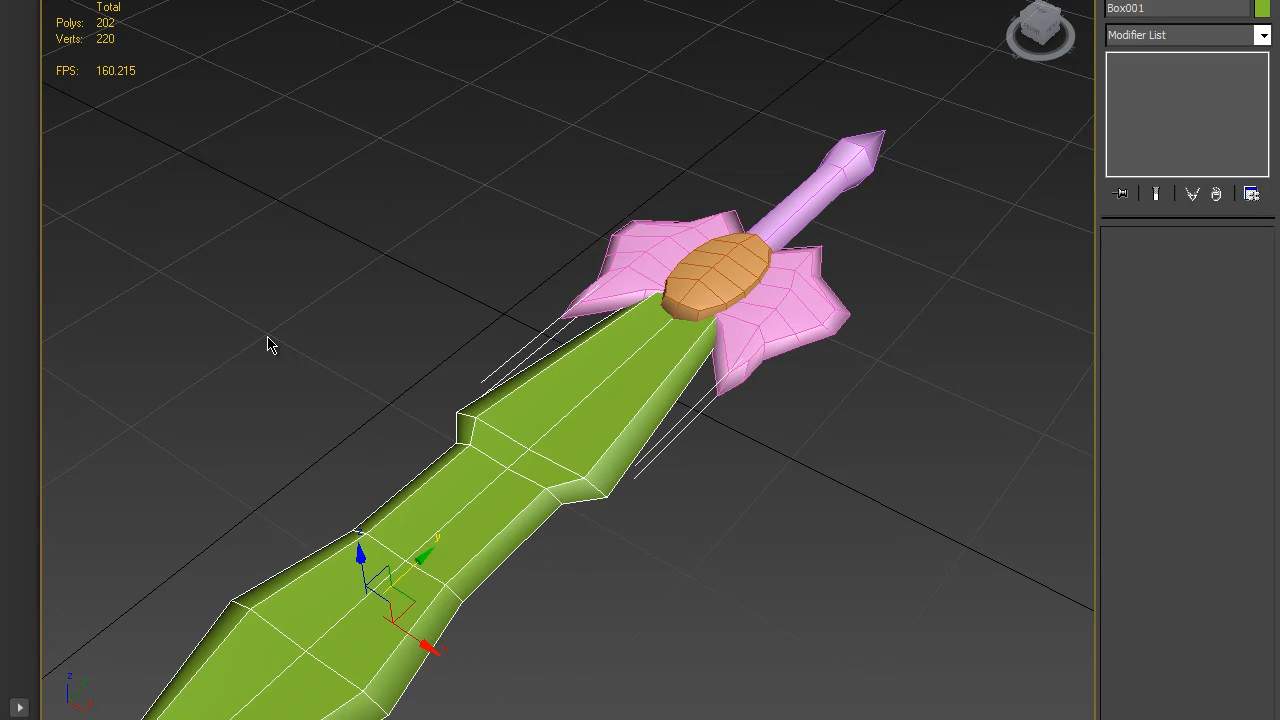 Total
Polys: 202
Verts: 220
FPS: 160.215
Box001
Modifier List
y
z